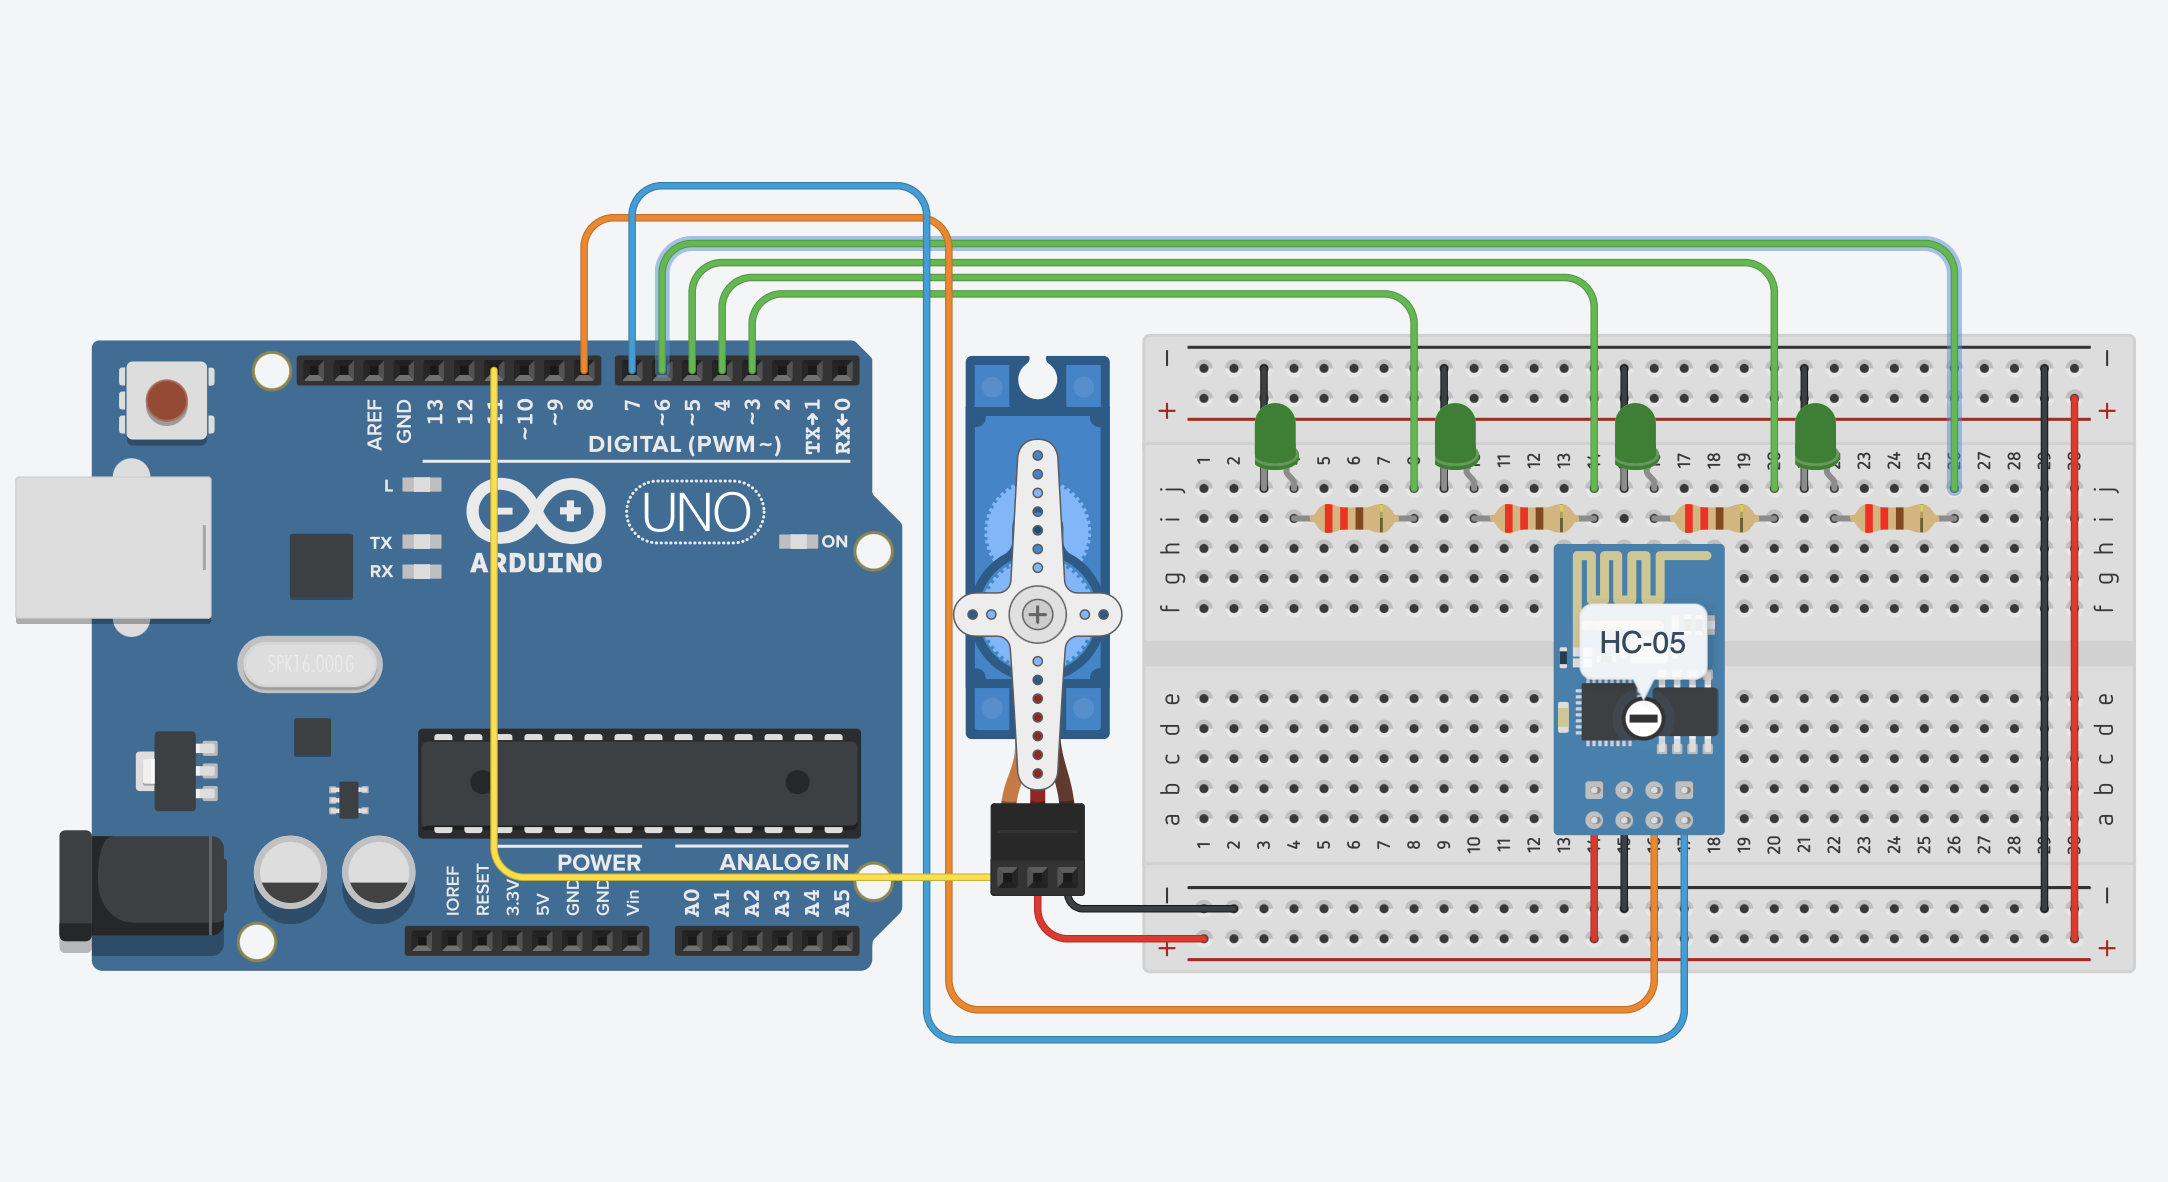 AREF
GND
13
12
11
~10
~9
8
7
~6
~5
4
~3
2
TX→1
RX←0
DIGITAL (PWM~)
L
TX
RX
ARDUINO
UNO
ON
SPK16.000G
POWER
ANALOG IN
IOREF
RESET
3.3V
5V
GND
GND
Vin
A0
A1
A2
A3
A4
A5
− −
+ +
1 2 5 6 7 8 10 11 12 13 14 16 17 18 19 20 22 23 24 25 26 27 28 29 30
j j
i i
h h
g g
f f
HC-05
e e
d d
c c
b b
a a
1 2 3 4 5 6 7 8 9 10 11 12 13 14 15 16 17 18 19 20 21 22 23 24 25 26 27 28 29 30
− −
+ +